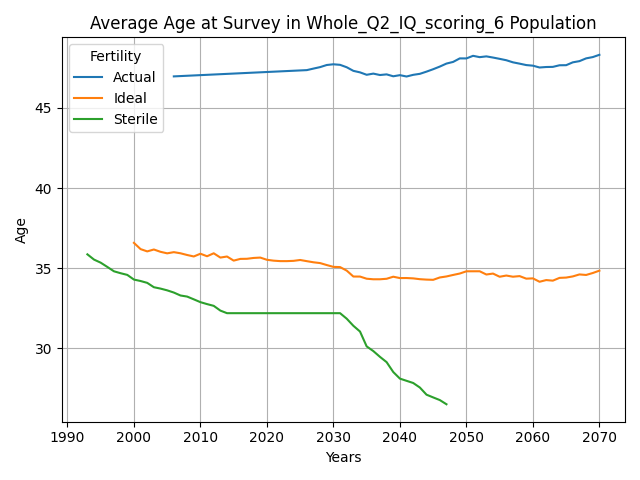 Average Age at Survey in Whole_Q2_IQ_scoring_6 Population
Fertility
Actual
Ideal
Sterile
Age
45
40
35
30
1990 2000 2010 2020 2030 2040 2050 2060 2070
Years